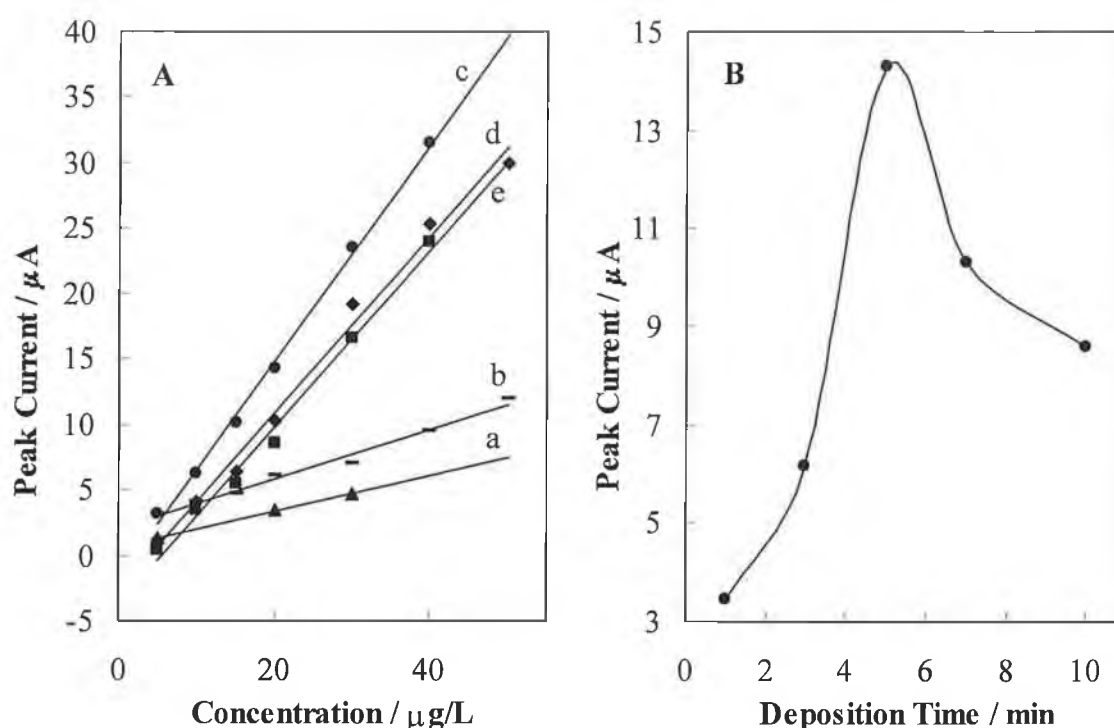 A
40
35
30
25
20
15
10
5
0
-5
0
20
40
c
d
e
b
a
Peak Current / μA
Concentration / μg/L
B
15
13
11
9
7
5
3
0
2
4
6
8
10
Peak Current / μA
Deposition Time / min